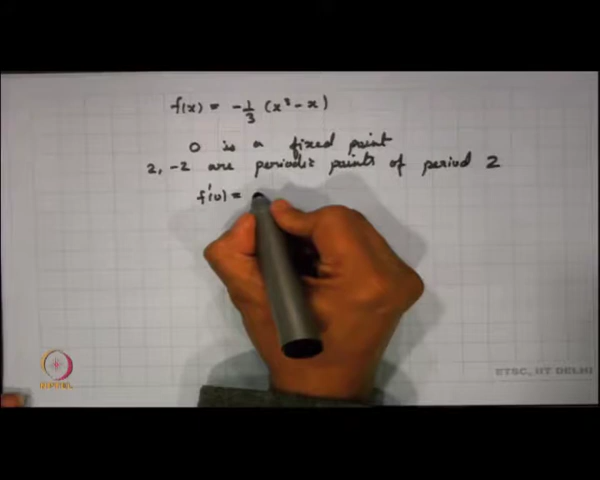 f(x) = -1/3 (x³ - x)
0 is a fixed point
2, -2 are periodic points of period 2
f'(0) =
NPTEL
ETSC, IIT DELHI